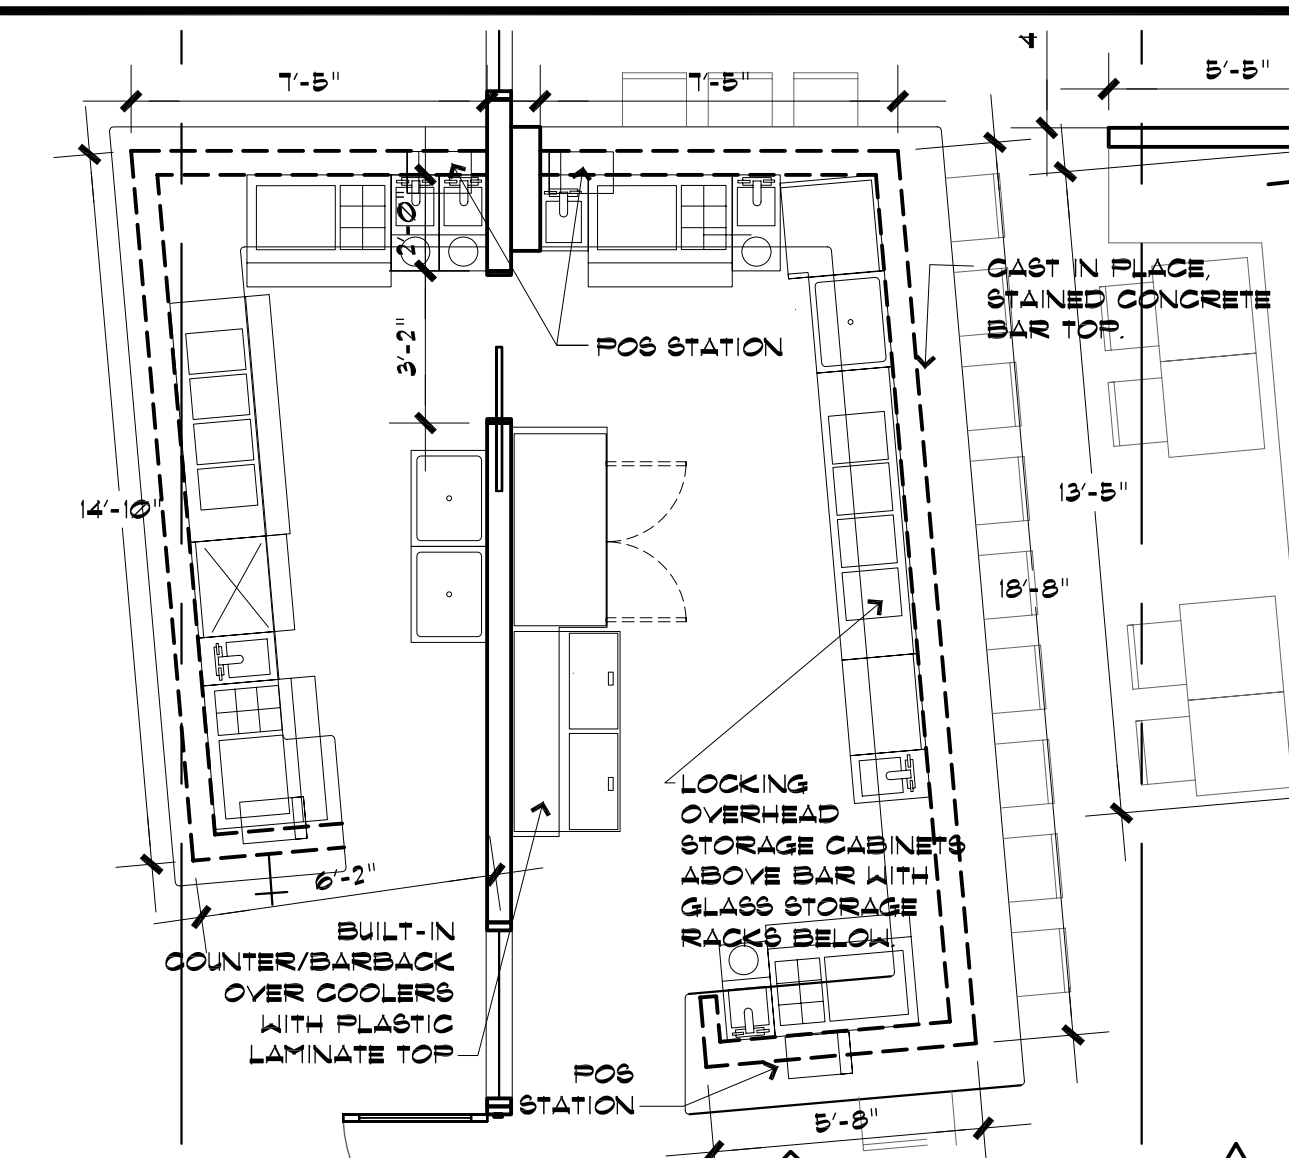 4
7'-5"
7'-5"
5'-5"
2'-0"
CAST IN PLACE,
STAINED CONCRETE
BAR TOP.
3'-2"
POS STATION
14'-10"
13'-5"
18'-8"
LOCKING
OVERHEAD
STORAGE CABINETS
ABOVE BAR WITH
GLASS STORAGE
RACKS BELOW.
6'-2"
BUILT-IN
COUNTER/BARBACK
OVER COOLERS
WITH PLASTIC
LAMINATE TOP
POS
STATION
5'-8"